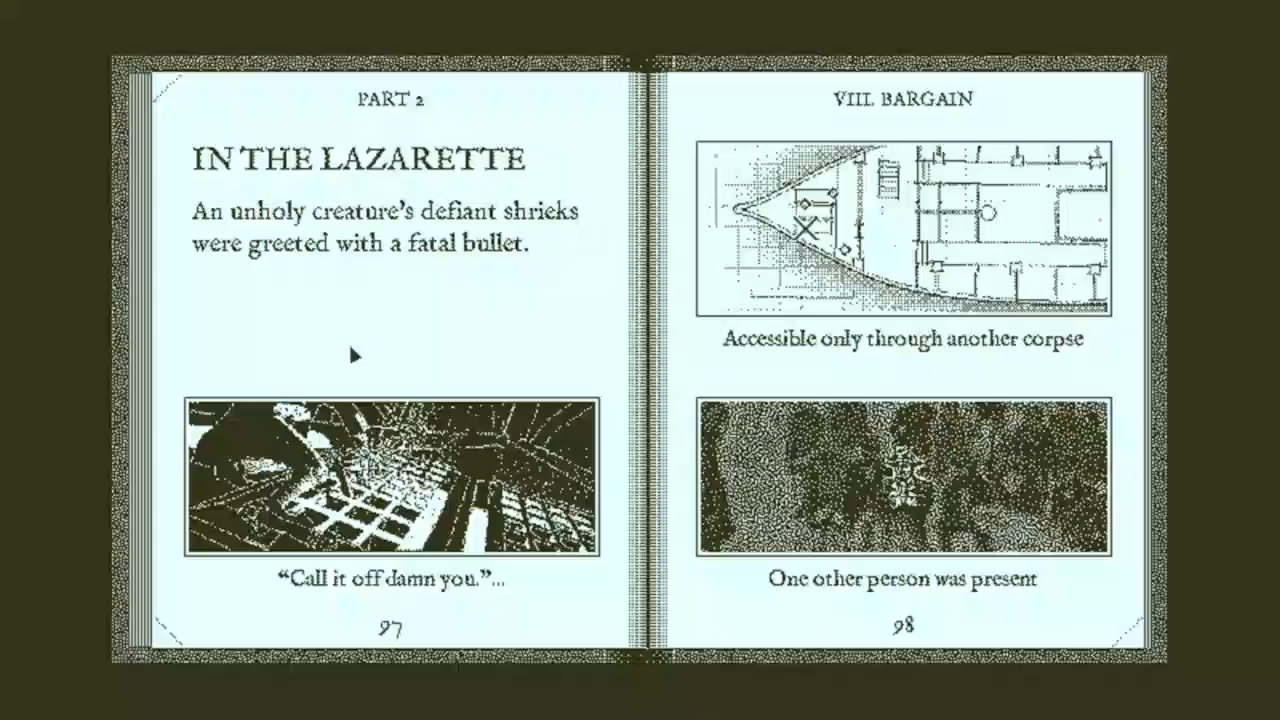 PART 2
IN THE LAZARETTE
An unholy creature's defiant shrieks
were greeted with a fatal bullet.
"Call it off damn you."...
97
VIII. BARGAIN
Accessible only through another corpse
One other person was present
98